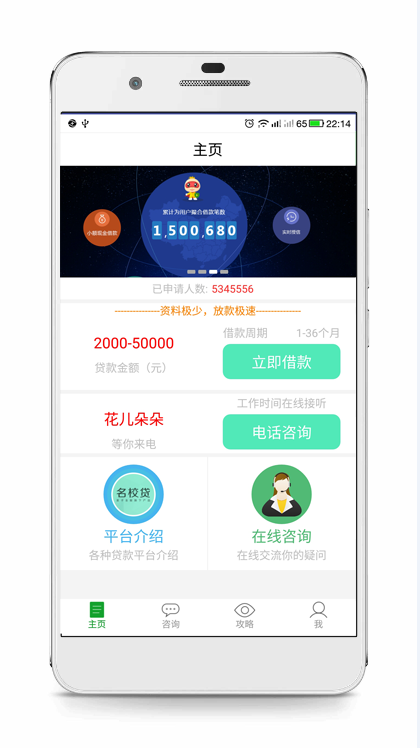 65 22:14
主页
累计为用户撮合借款笔数
1,500,680
小额现金借款
实时授信
已申请人数: 5345556
--------------资料极少，放款极速--------------
2000-50000
贷款金额（元）
借款周期 1-36个月
立即借款
花儿朵朵
等你来电
工作时间在线接听
电话咨询
名校贷
平台介绍
各种贷款平台介绍
在线咨询
在线交流你的疑问
主页 咨询 攻略 我